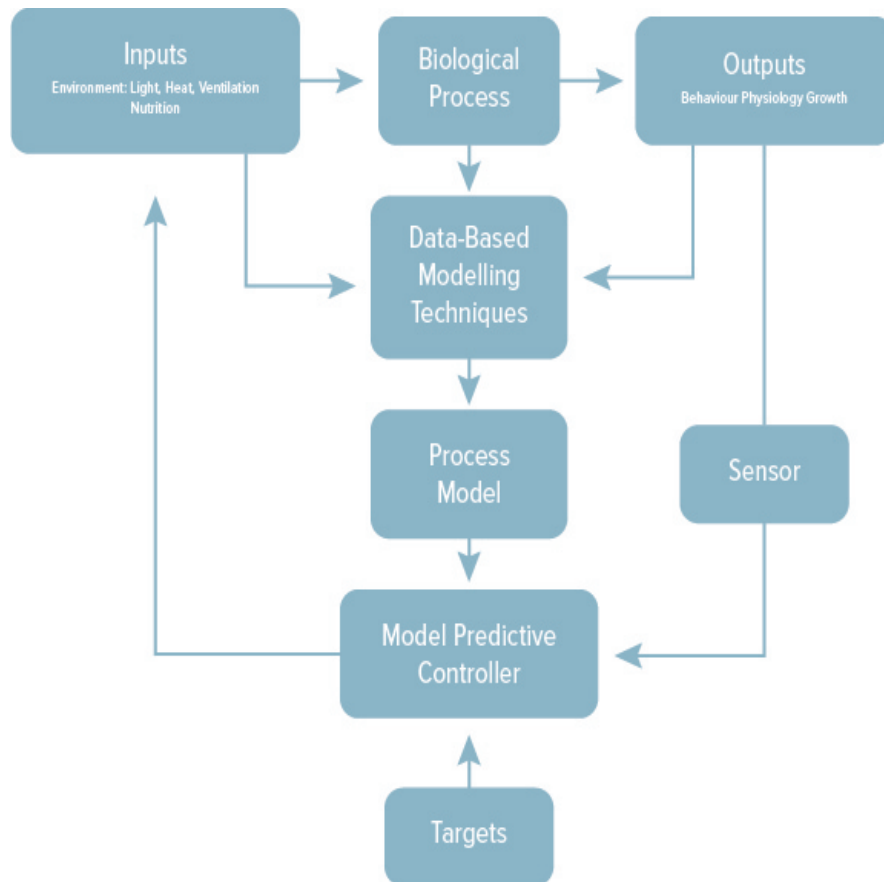 Inputs
Environment: Light, Heat, Ventilation
Nutrition
Biological
Process
Outputs
Behaviour Physiology Growth
Data-Based
Modelling
Techniques
Process
Model
Sensor
Model Predictive
Controller
Targets